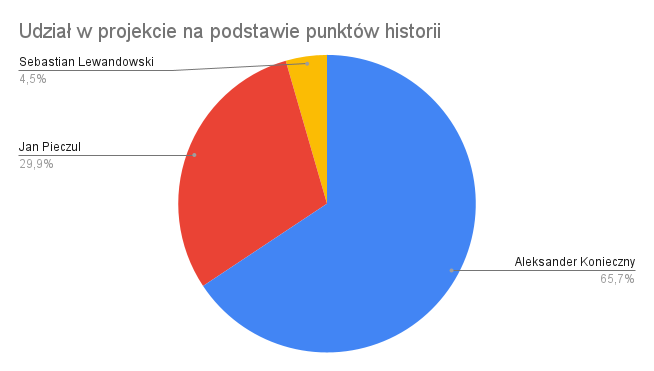 Udział w projekcie na podstawie punktów historii
Sebastian Lewandowski
4,5%
Jan Pieczul
29,9%
Aleksander Konieczny
65,7%